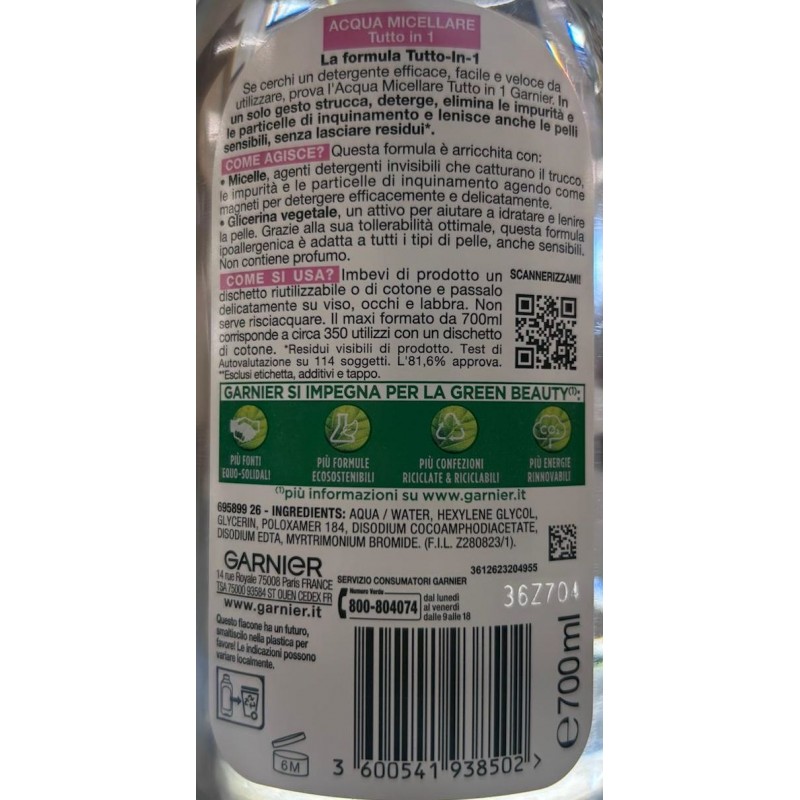 ACQUA MICELLARE
Tutto in 1
La formula Tutto-In-1
Se cerchi un detergente efficace, facile e veloce da
utilizzare, prova l'Acqua Micellare Tutto in 1 Garnier. In
un solo gesto strucca, deterge, elimina le impurità e
le particelle di inquinamento e lenisce anche le pelli
sensibili, senza lasciare residui*.
COME AGISCE? Questa formula è arricchita con:
• Micelle, agenti detergenti invisibili che catturano il trucco,
le impurità e le particelle di inquinamento agendo come
magneti per detergere efficacemente e delicatamente.
• Glicerina vegetale, un attivo per aiutare a idratare e lenire
la pelle. Grazie alla sua tollerabilità ottimale, questa formula
ipoallergenica è adatta a tutti i tipi di pelle, anche sensibili.
Non contiene profumo.
COME SI USA? Imbevi di prodotto un
dischetto riutilizzabile o di cotone e passalo
delicatamente su viso, occhi e labbra. Non
serve risciacquare. Il maxi formato da 700ml
corrisponde a circa 350 utilizzi con un dischetto
di cotone. *Residui visibili di prodotto. Test di
Autovalutazione su 114 soggetti. L'81,6% approva.
**Esclusi etichetta, additivi e tappo.
SCANNERIZZAMI!
GARNIER SI IMPEGNA PER LA GREEN BEAUTY(1):
PIÙ FONTI
EQUO-SOLIDALI
PIÙ FORMULE
ECOSOSTENIBILI
PIÙ CONFEZIONI
RICICLATE & RICICLABILI
CO2
PIÙ ENERGIE
RINNOVABILI
(1)più informazioni su www.garnier.it
695899 26 - INGREDIENTS: AQUA / WATER, HEXYLENE GLYCOL,
GLYCERIN, POLOXAMER 184, DISODIUM COCOAMPHODIACETATE,
DISODIUM EDTA, MYRTRIMONIUM BROMIDE. (F.I.L. Z280823/1).
GARNIER
14 rue Royale 75008 Paris FRANCE
TSA 75000 93584 ST OUEN CEDEX FR
www.garnier.it
SERVIZIO CONSUMATORI GARNIER
Numero Verde
800-804074
dal lunedì
al venerdì
dalle 9 alle 18
3612623204955
36Z704
Questo flacone ha un futuro,
smaltiscilo nella plastica per
favore! Le indicazioni possono
variare localmente.
6M
3 600541 938502 >
e 700ml